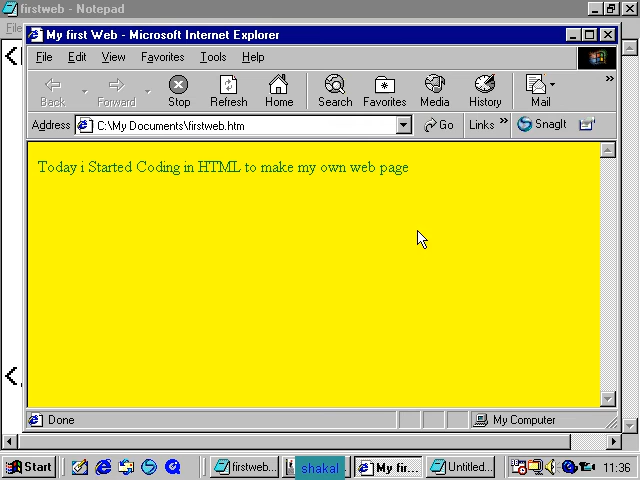 firstweb - Notepad
My first Web - Microsoft Internet Explorer
File Edit View Favorites Tools Help
Back Forward Stop Refresh Home Search Favorites Media History Mail »
Address C:\My Documents\firstweb.htm Go Links » SnagIt
Today i Started Coding in HTML to make my own web page
Done My Computer
Start firstweb... shakal My fir... Untitled... 11:36